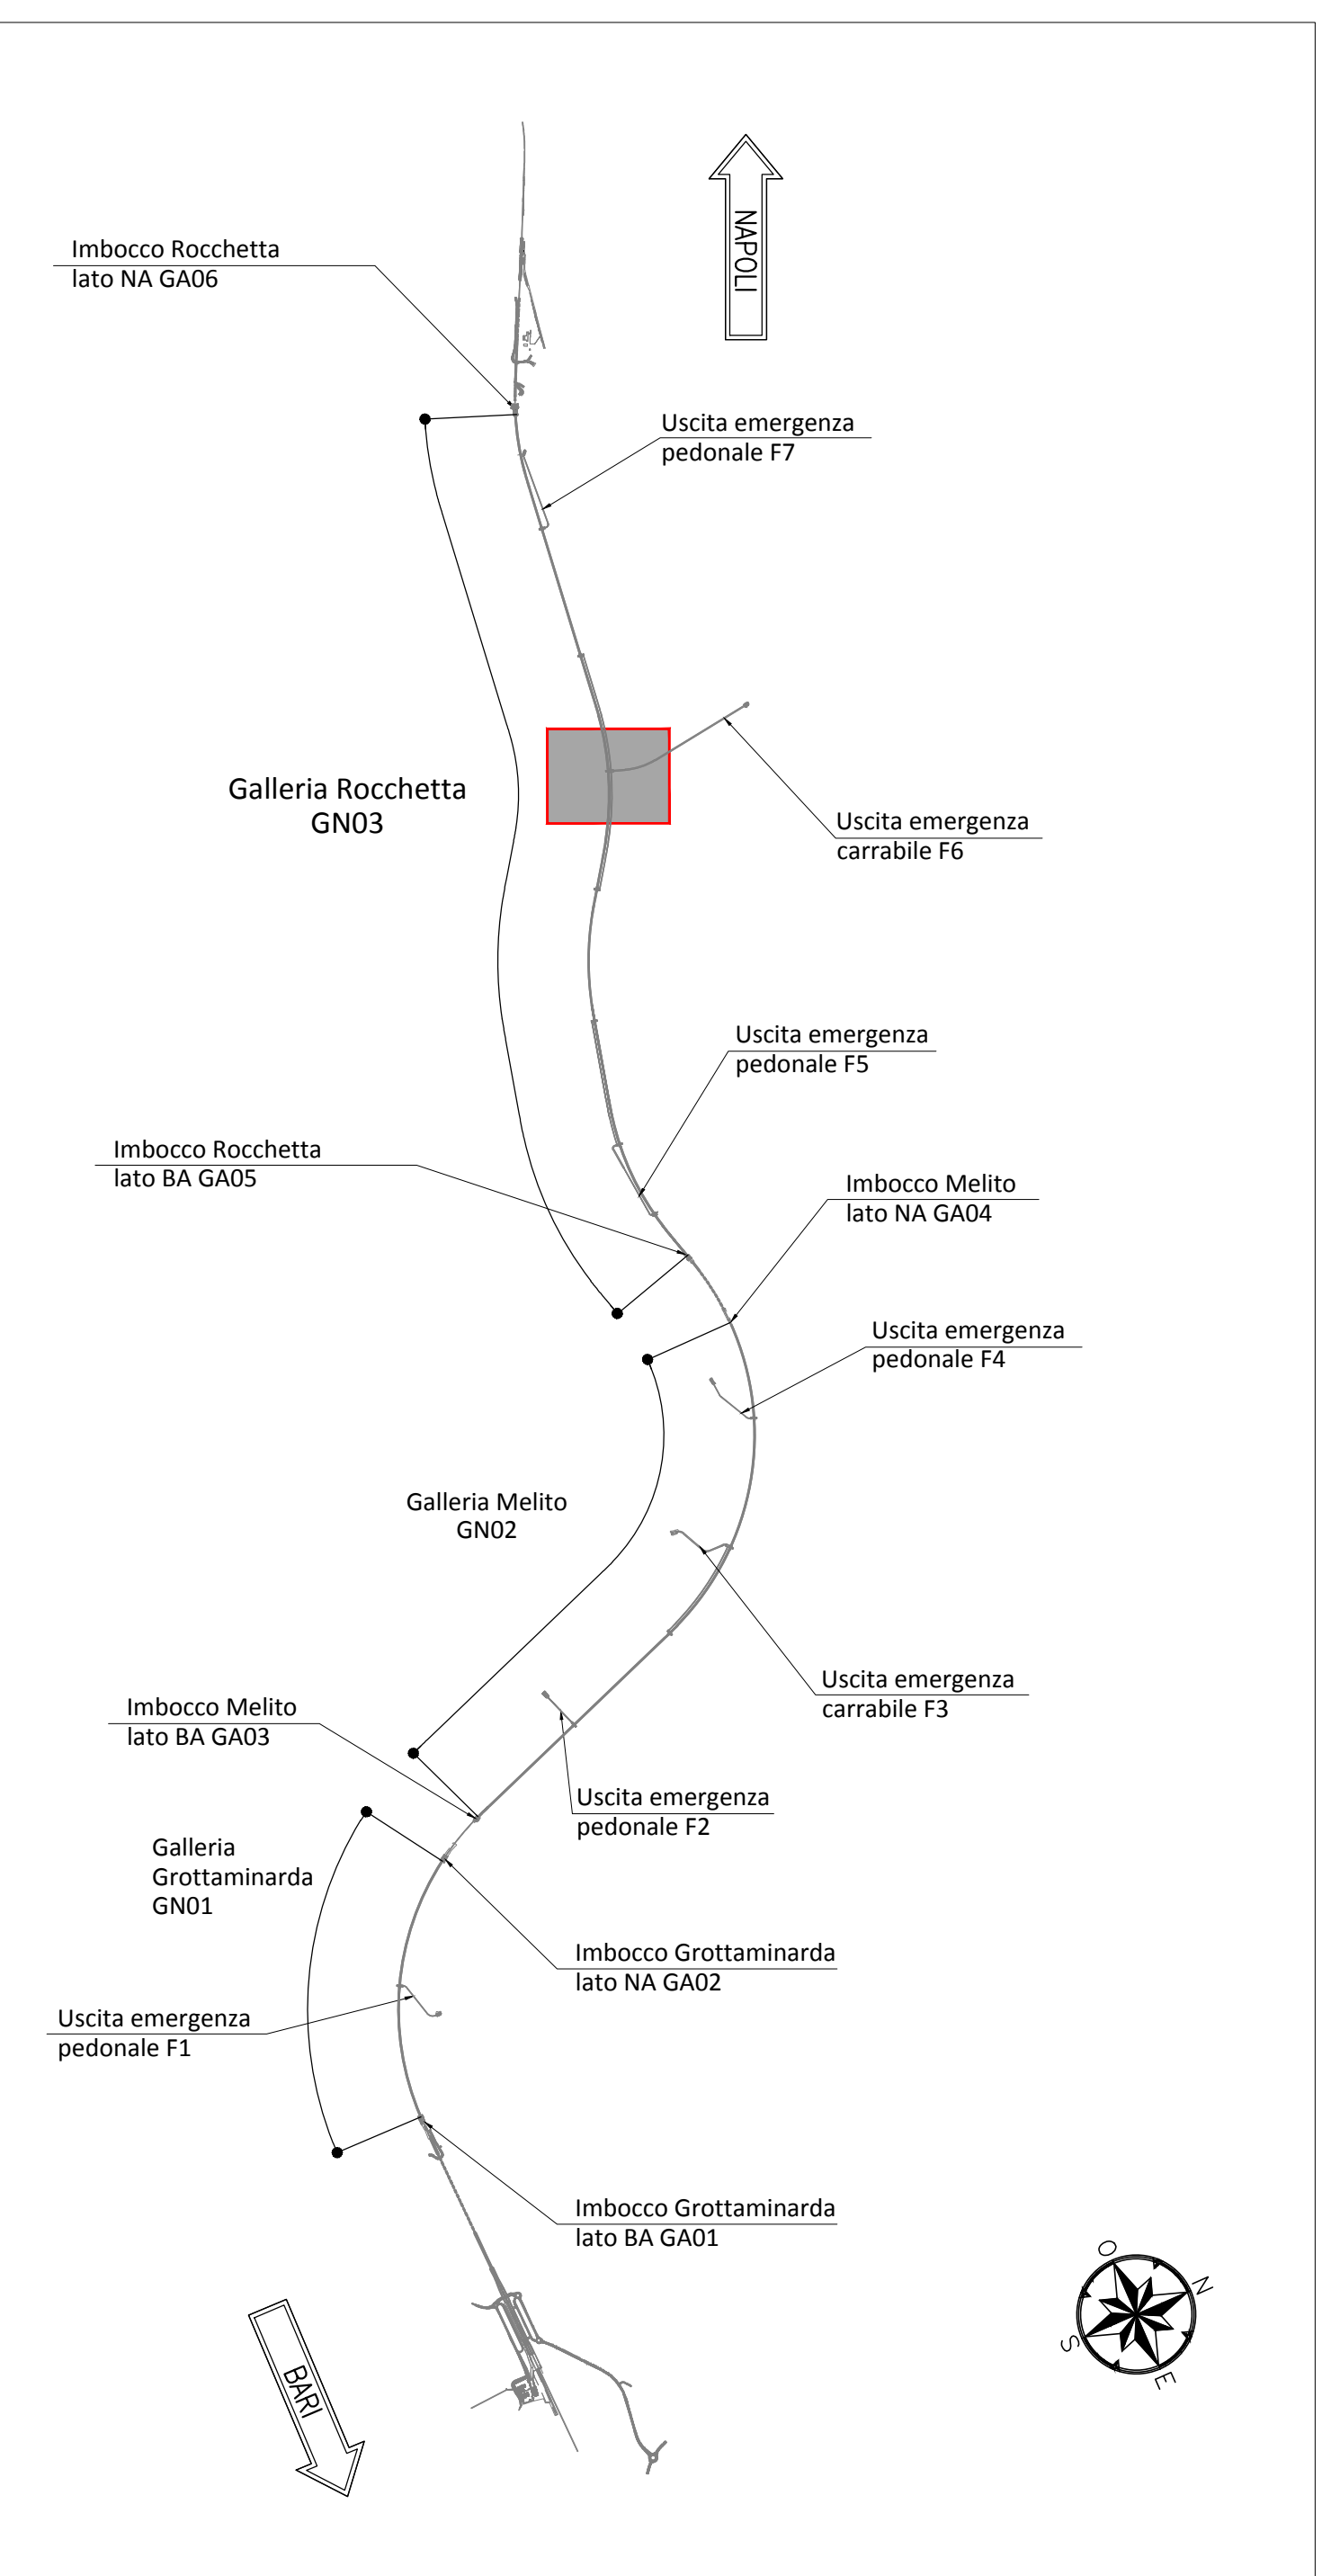 NAPOLI
Imbocco Rocchetta
lato NA GA06
Uscita emergenza
pedonale F7
Galleria Rocchetta
GN03
Uscita emergenza
carrabile F6
Uscita emergenza
pedonale F5
Imbocco Rocchetta
lato BA GA05
Imbocco Melito
lato NA GA04
Uscita emergenza
pedonale F4
Galleria Melito
GN02
Uscita emergenza
carrabile F3
Imbocco Melito
lato BA GA03
Uscita emergenza
pedonale F2
Galleria
Grottaminarda
GN01
Imbocco Grottaminarda
lato NA GA02
Uscita emergenza
pedonale F1
Imbocco Grottaminarda
lato BA GA01
BARI
O
N
S
E